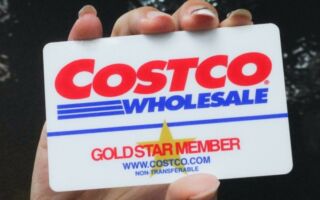 COSTCO®
WHOLESALE
GOLD STAR MEMBER
WWW.COSTCO.COM
NON-TRANSFERABLE